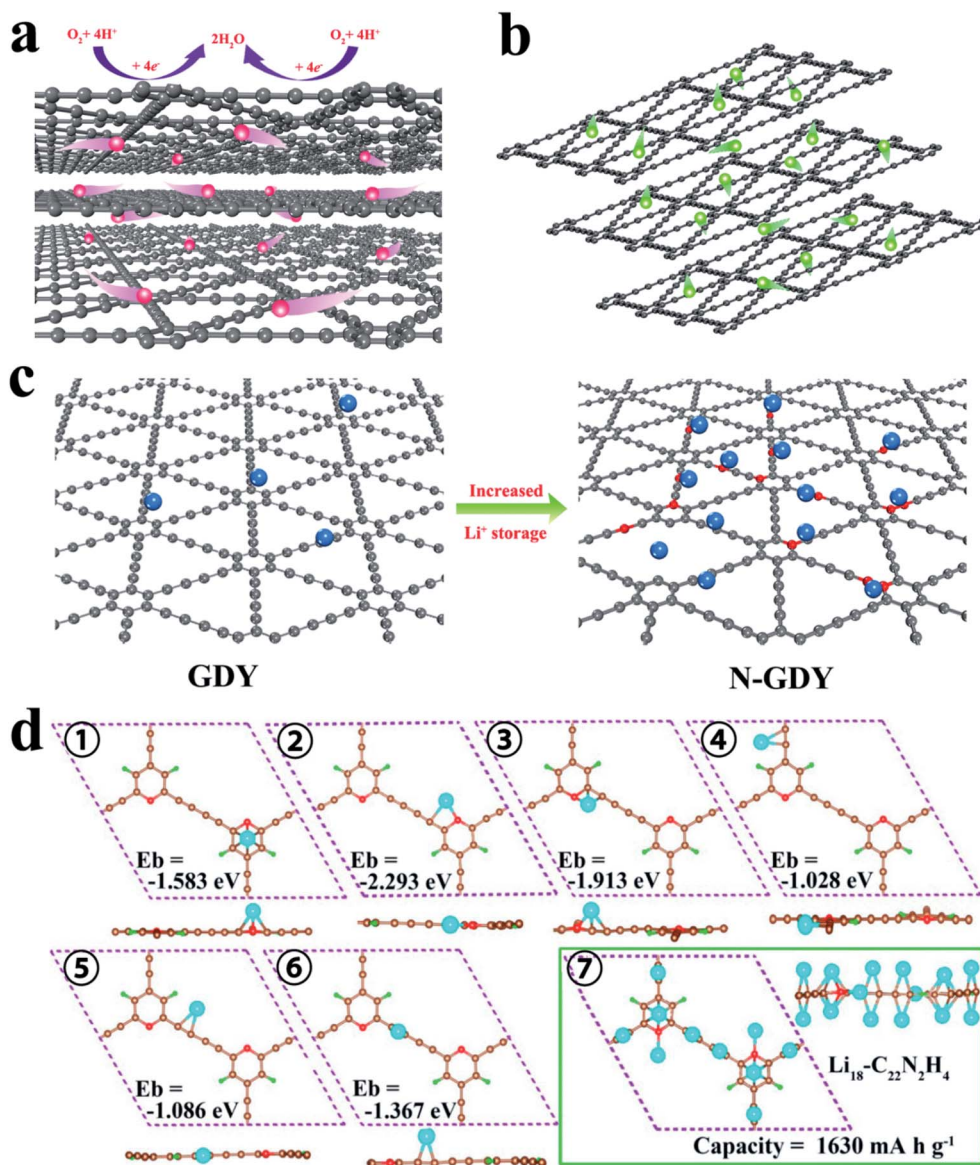 a
O₂+ 4H⁺ 2H₂O O₂+ 4H⁺
+ 4e⁻ + 4e⁻
b
c
Increased
Li⁺ storage
GDY N-GDY
d
① ② ③ ④
Eb =
-1.583 eV
Eb =
-2.293 eV
Eb =
-1.913 eV
Eb =
-1.028 eV
⑤ ⑥ ⑦
Eb =
-1.086 eV
Eb =
-1.367 eV
Li₁₈-C₂₂N₂H₄
Capacity = 1630 mA h g⁻¹